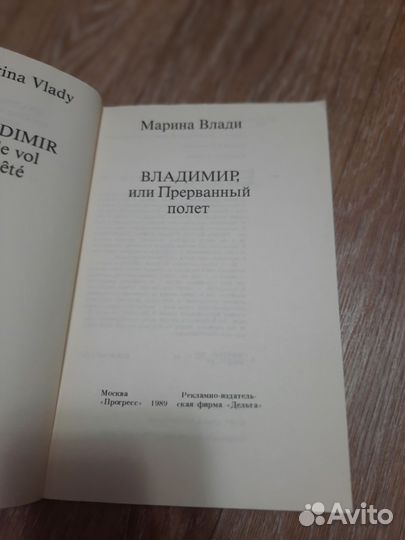 rina Vlady
DIMIR
e vol
êté
Марина Влади
ВЛАДИМИР,
или Прерванный
полет
Москва
«Прогресс» 1989
Рекламно-издатель-
ская фирма «Дельта»
Avito